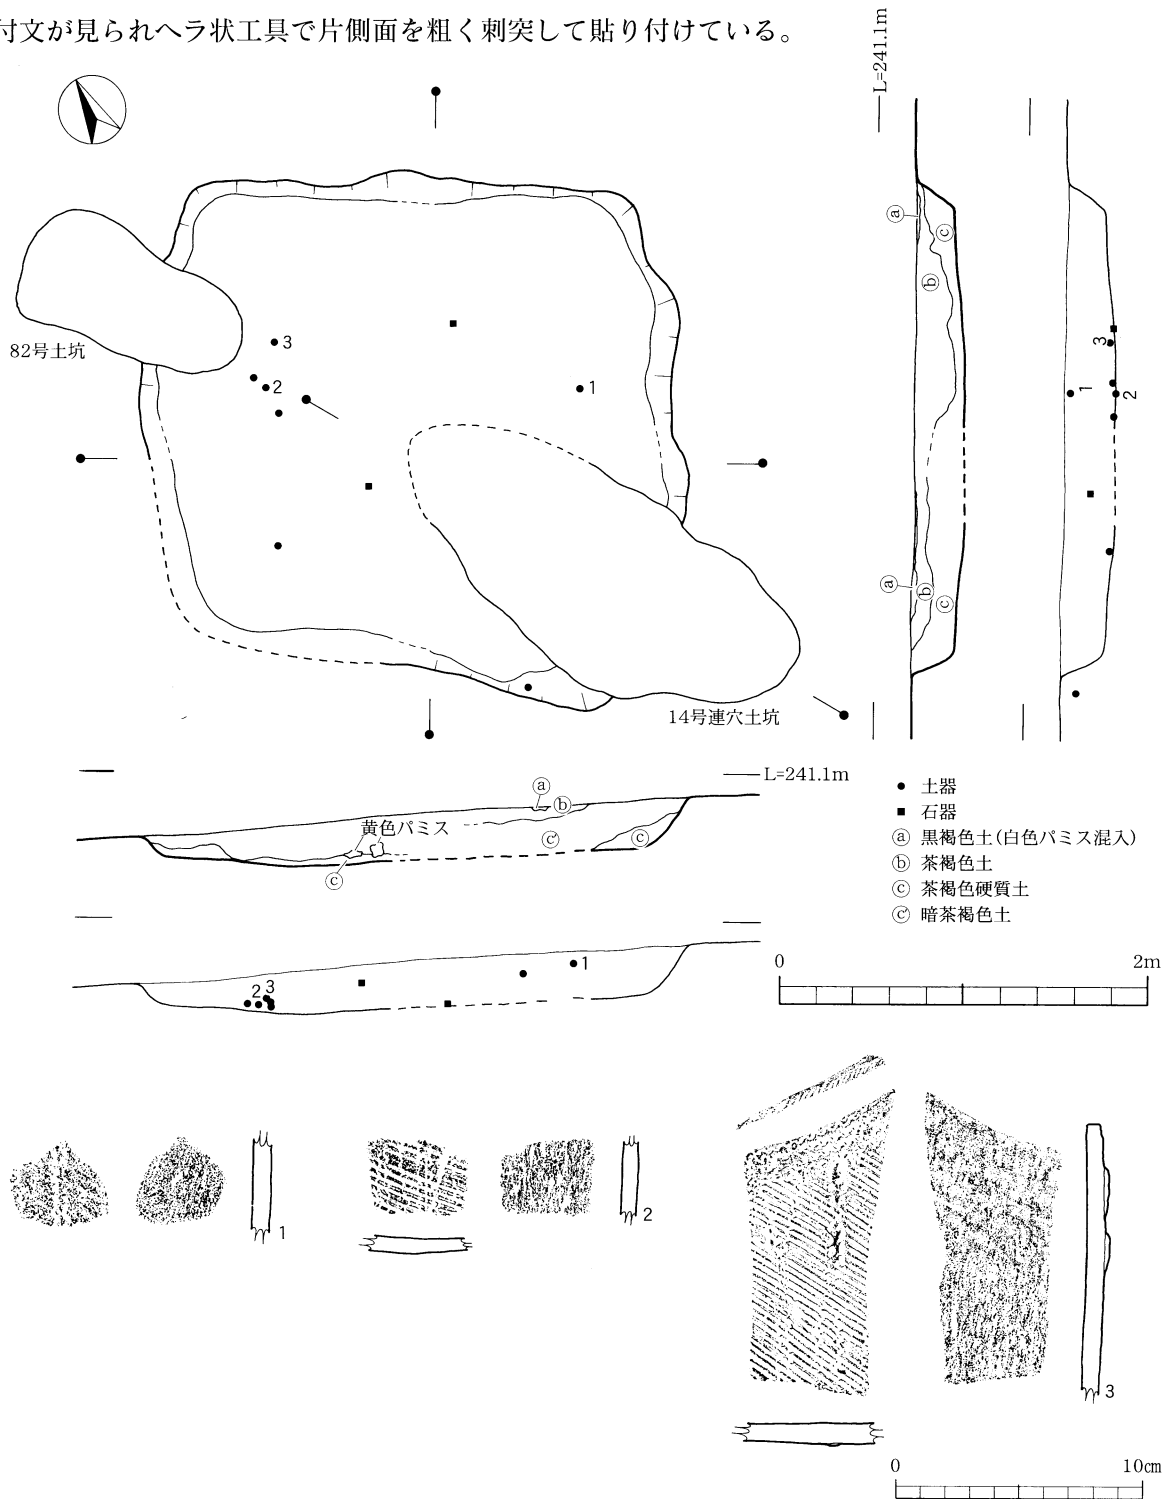 付文が見られヘラ状工具で片側面を粗く刺突して貼り付けている。
L=241.1m
82号土坑
3
2
1
14号連穴土坑
ⓐ
ⓒ
ⓑ
ⓐ
ⓑ
ⓒ
3
1
2
L=241.1m
ⓐ
ⓑ
黄色パミス
ⓒ'
ⓒ
ⓒ
● 土器
■ 石器
ⓐ 黒褐色土(白色パミス混入)
ⓑ 茶褐色土
ⓒ 茶褐色硬質土
ⓒ' 暗茶褐色土
2 3
1
0 2m
1
2
3
0 10cm